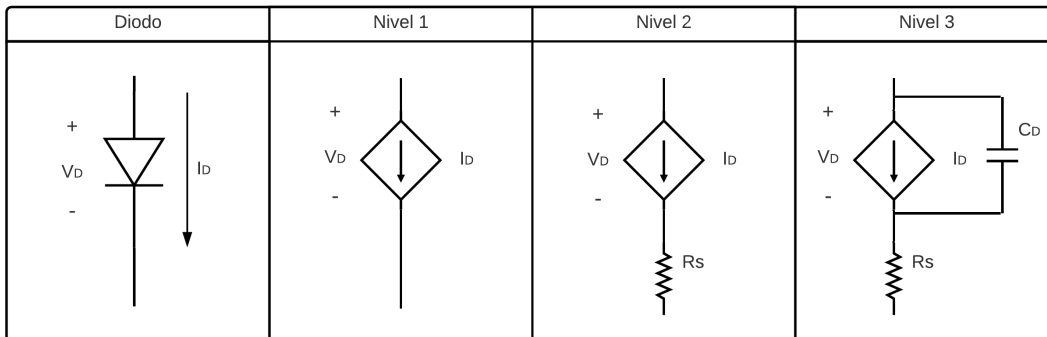 Diodo
Nivel 1
Nivel 2
Nivel 3
+
VD
-
ID
+
VD
-
ID
+
VD
-
ID
Rs
+
VD
-
ID
CD
Rs